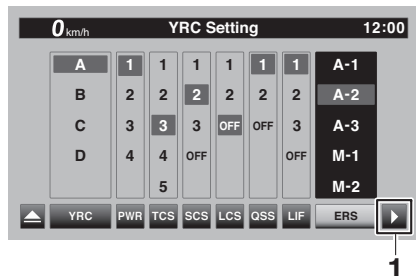 0 km/h YRC Setting 12:00
A 1 1 1 1 1 1 A-1
B 2 2 2 2 2 2 A-2
C 3 3 3 OFF OFF 3 A-3
D 4 4 OFF OFF M-1
5 M-2
YRC PWR TCS SCS LCS QSS LIF ERS
1